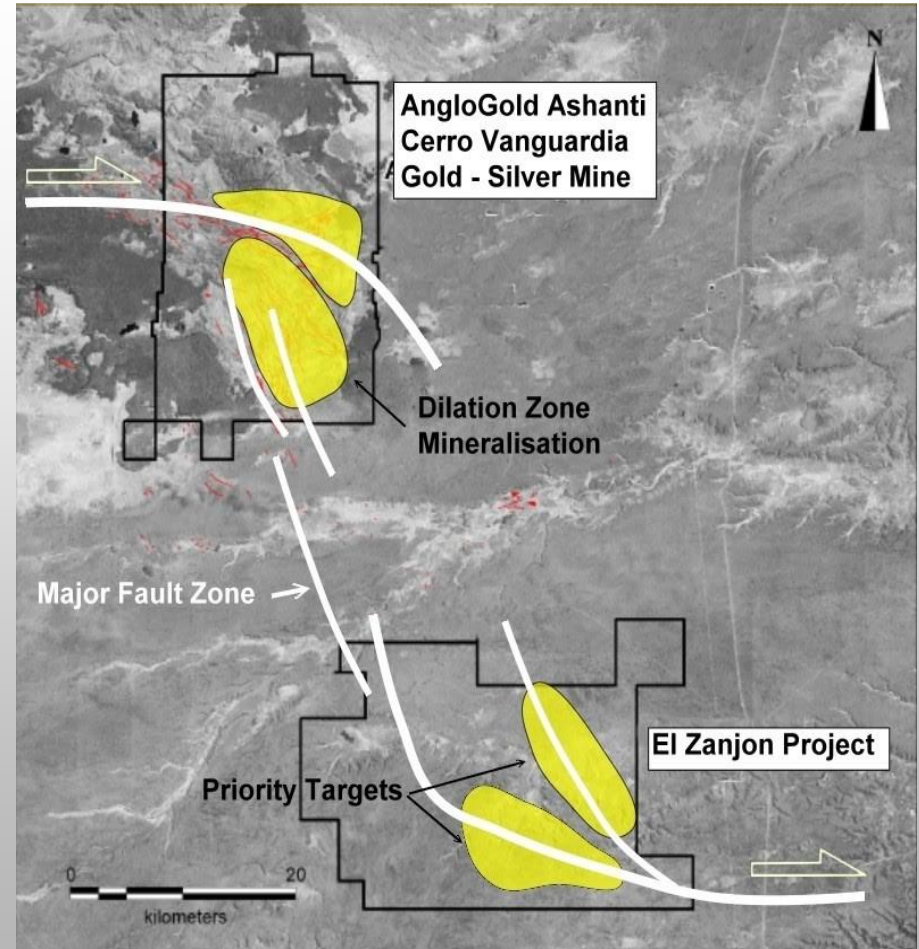 N
AngloGold Ashanti
Cerro Vanguardia
Gold - Silver Mine
Dilation Zone
Mineralisation
Major Fault Zone
El Zanjon Project
Priority Targets
0 20
kilometers